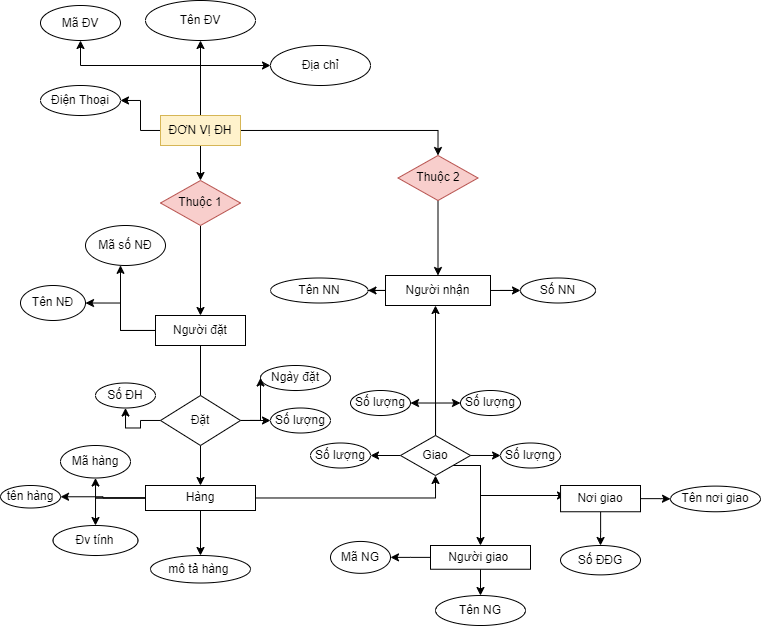 Mã ĐV
Tên ĐV
Địa chỉ
Điện Thoại
ĐƠN VỊ ĐH
Thuộc 1
Thuộc 2
Mã số NĐ
Tên NĐ
Người đặt
Tên NN
Người nhận
Số NN
Ngày đặt
Số ĐH
Đặt
Số lượng
Số lượng
Số lượng
Số lượng
Giao
Số lượng
Mã hàng
tên hàng
Hàng
Đv tính
mô tả hàng
Nơi giao
Tên nơi giao
Số ĐĐG
Mã NG
Người giao
Tên NG